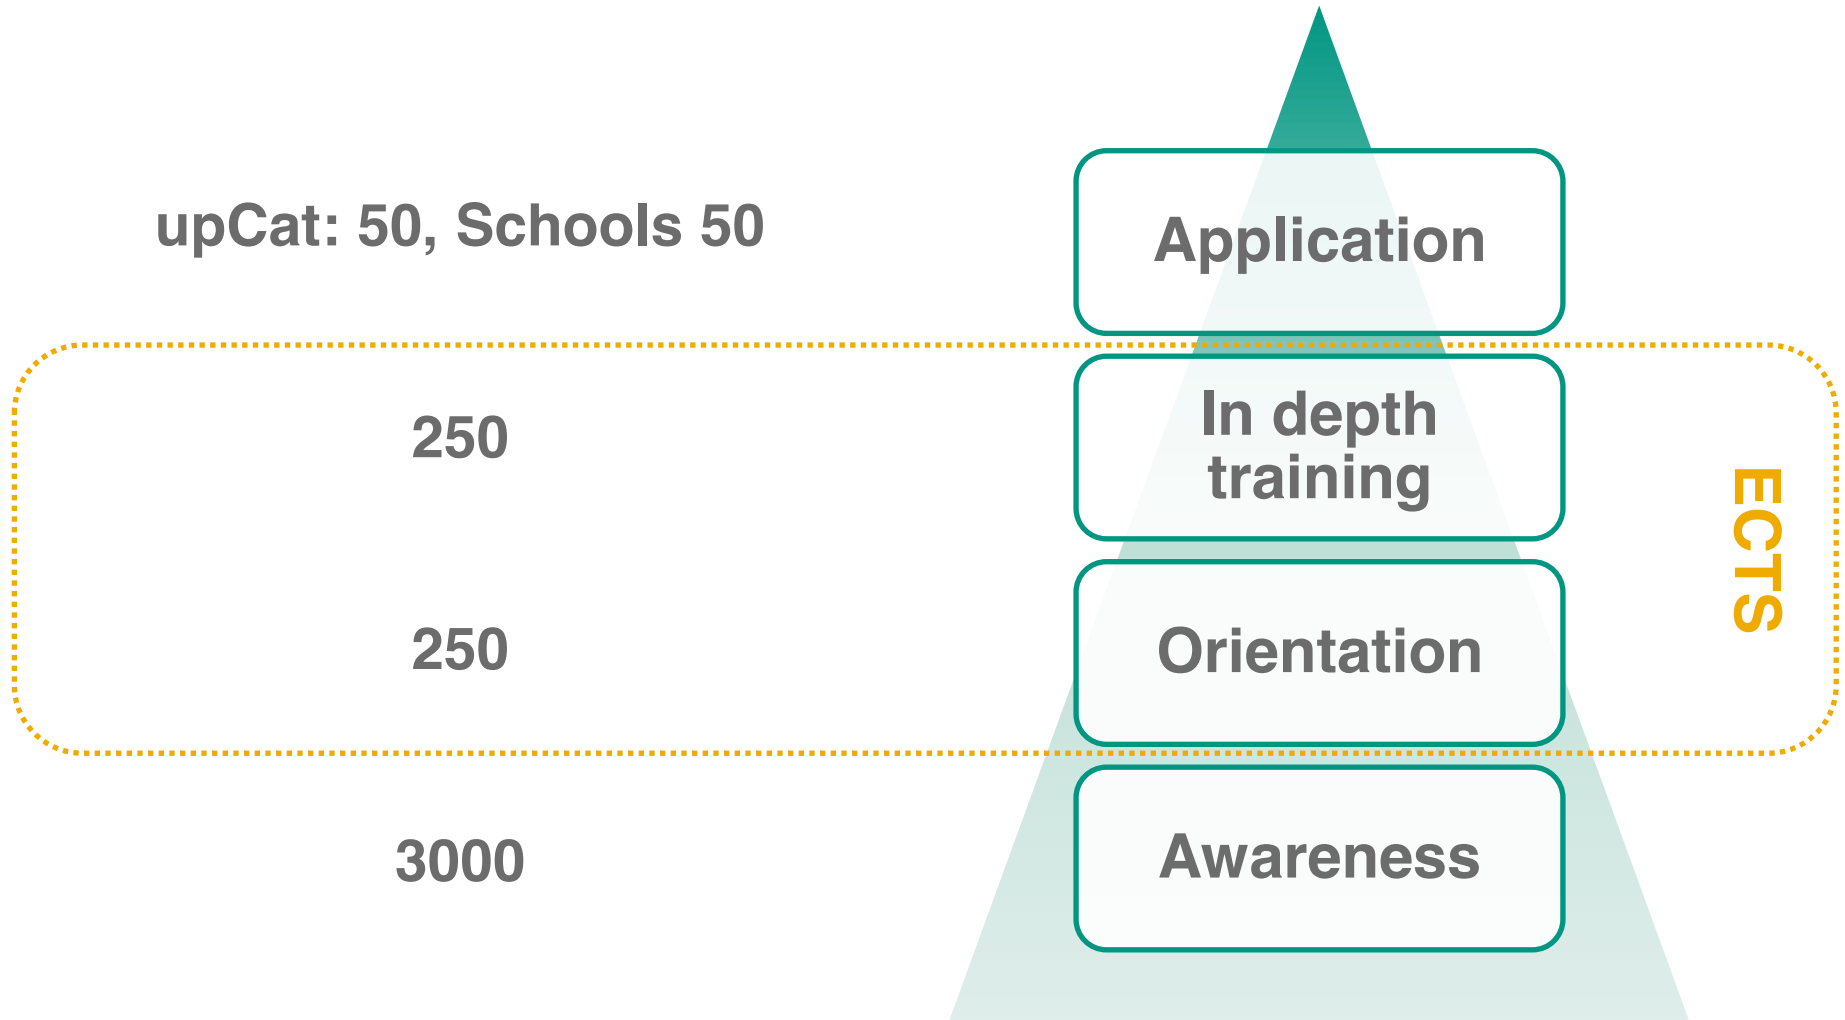 upCat: 50, Schools 50
Application
250
In depth
training
ECTS
250
Orientation
3000
Awareness